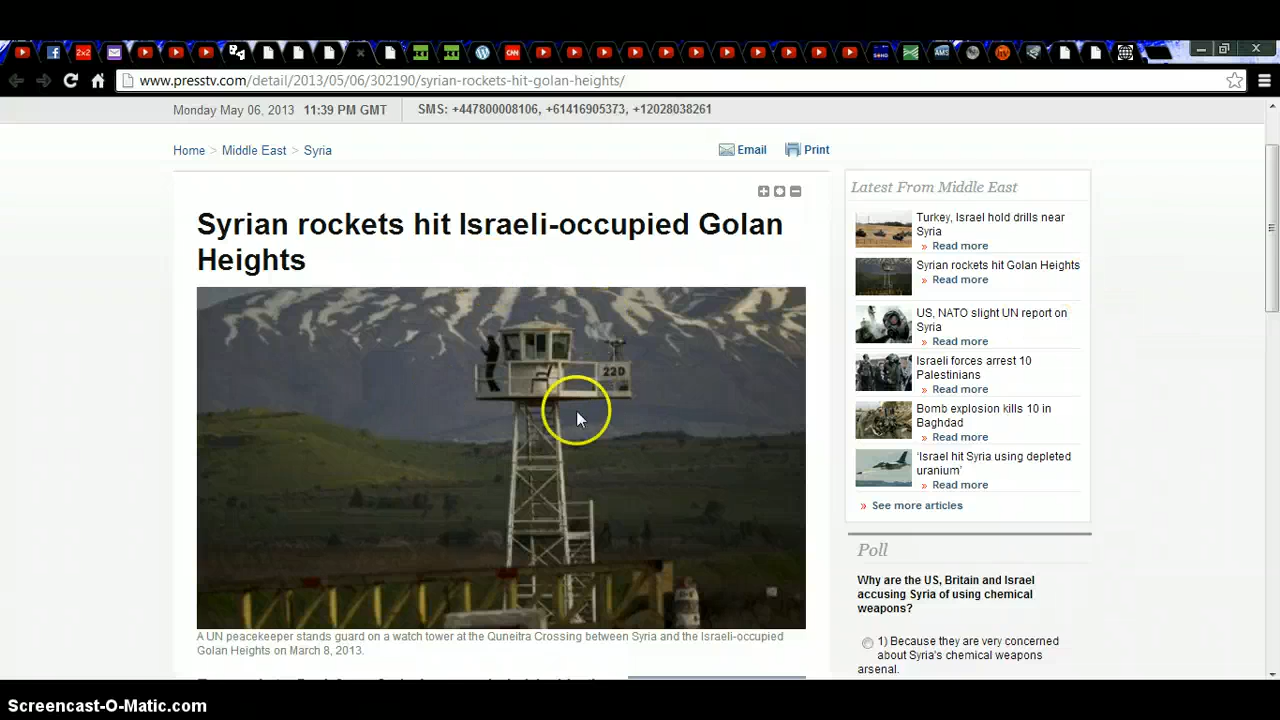 2x2
CNN
SEND
AMS
www.presstv.com/detail/2013/05/06/302190/syrian-rockets-hit-golan-heights/
Monday May 06, 2013 11:39 PM GMT
SMS: +447800008106, +61416905373, +12028038261
Home > Middle East > Syria
Email
Print
Syrian rockets hit Israeli-occupied Golan
Heights
22D
A UN peacekeeper stands guard on a watch tower at the Quneitra Crossing between Syria and the Israeli-occupied
Golan Heights on March 8, 2013.
Latest From Middle East
Turkey, Israel hold drills near
Syria
» Read more
Syrian rockets hit Golan Heights
» Read more
US, NATO slight UN report on
Syria
» Read more
Israeli forces arrest 10
Palestinians
» Read more
Bomb explosion kills 10 in
Baghdad
» Read more
'Israel hit Syria using depleted
uranium'
» Read more
» See more articles
Poll
Why are the US, Britain and Israel
accusing Syria of using chemical
weapons?
1) Because they are very concerned
about Syria's chemical weapons
arsenal.
Screencast-O-Matic.com